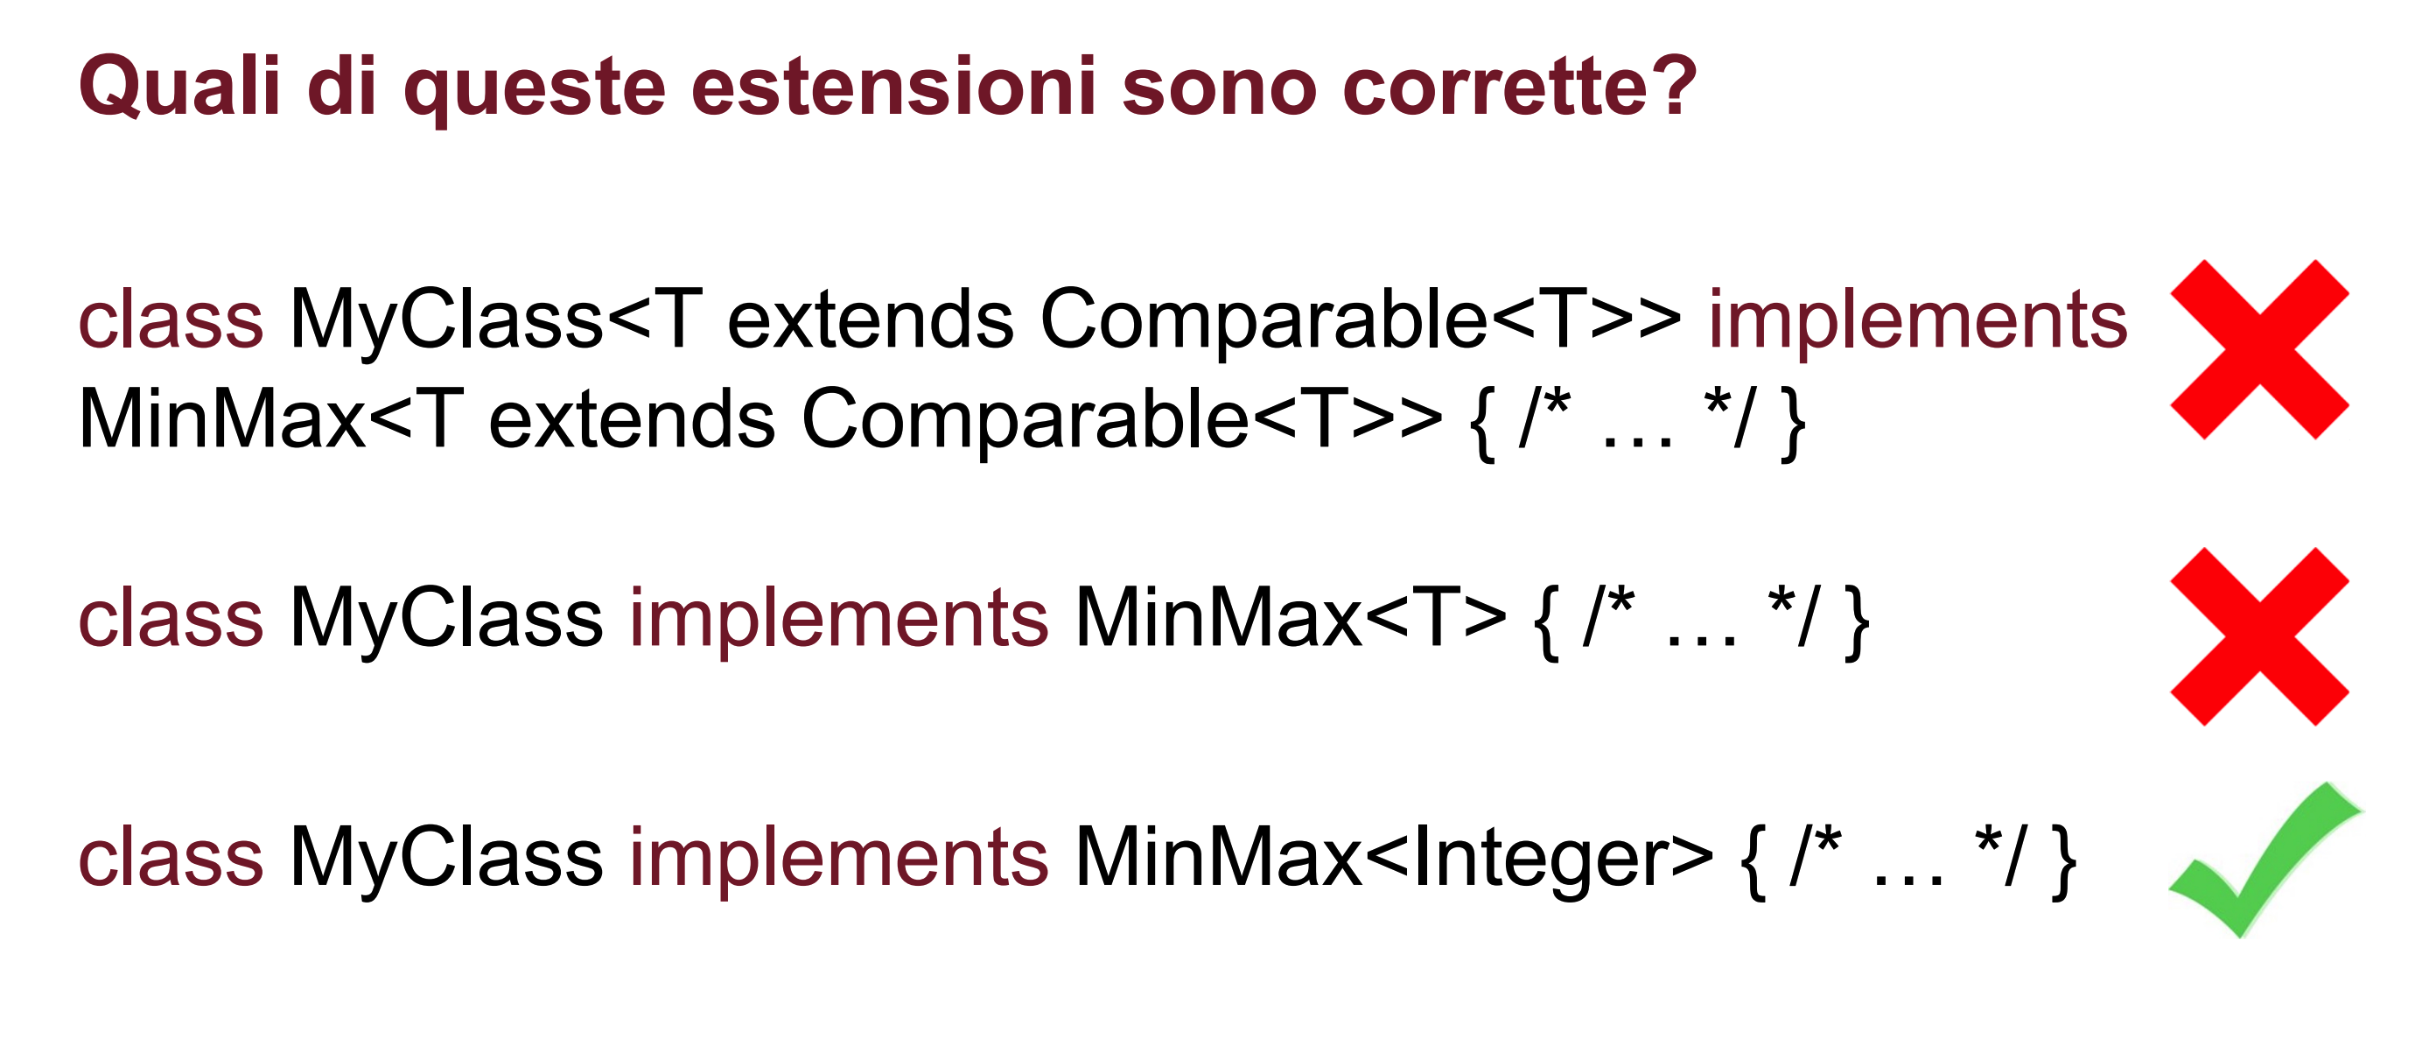 Quali di queste estensioni sono corrette?
class MyClass<T extends Comparable<T>> implements
MinMax<T extends Comparable<T>> { /* … */ }
class MyClass implements MinMax<T> { /* … */ }
class MyClass implements MinMax<Integer> { /* … */ }